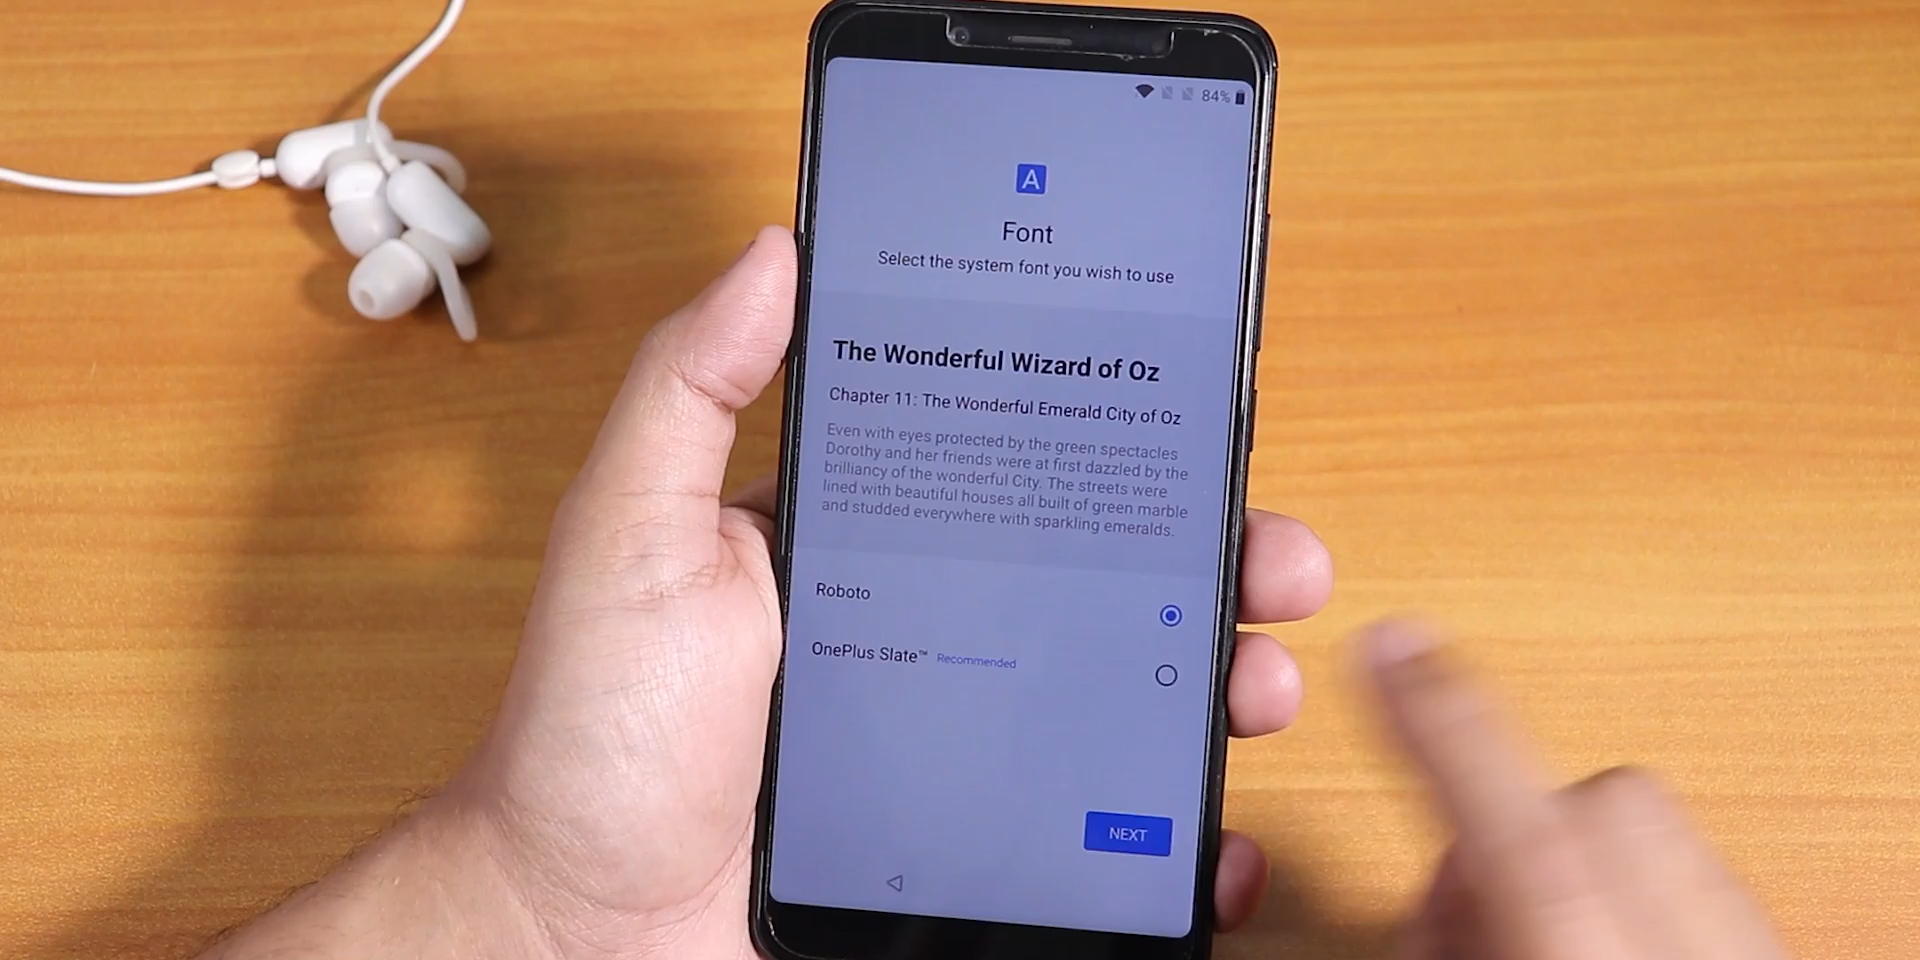 84%
A
Font
Select the system font you wish to use
The Wonderful Wizard of Oz
Chapter 11: The Wonderful Emerald City of Oz
Even with eyes protected by the green spectacles
Dorothy and her friends were at first dazzled by the
brilliancy of the wonderful City. The streets were
lined with beautiful houses all built of green marble
and studded everywhere with sparkling emeralds.
Roboto
OnePlus Slate™ Recommended
NEXT